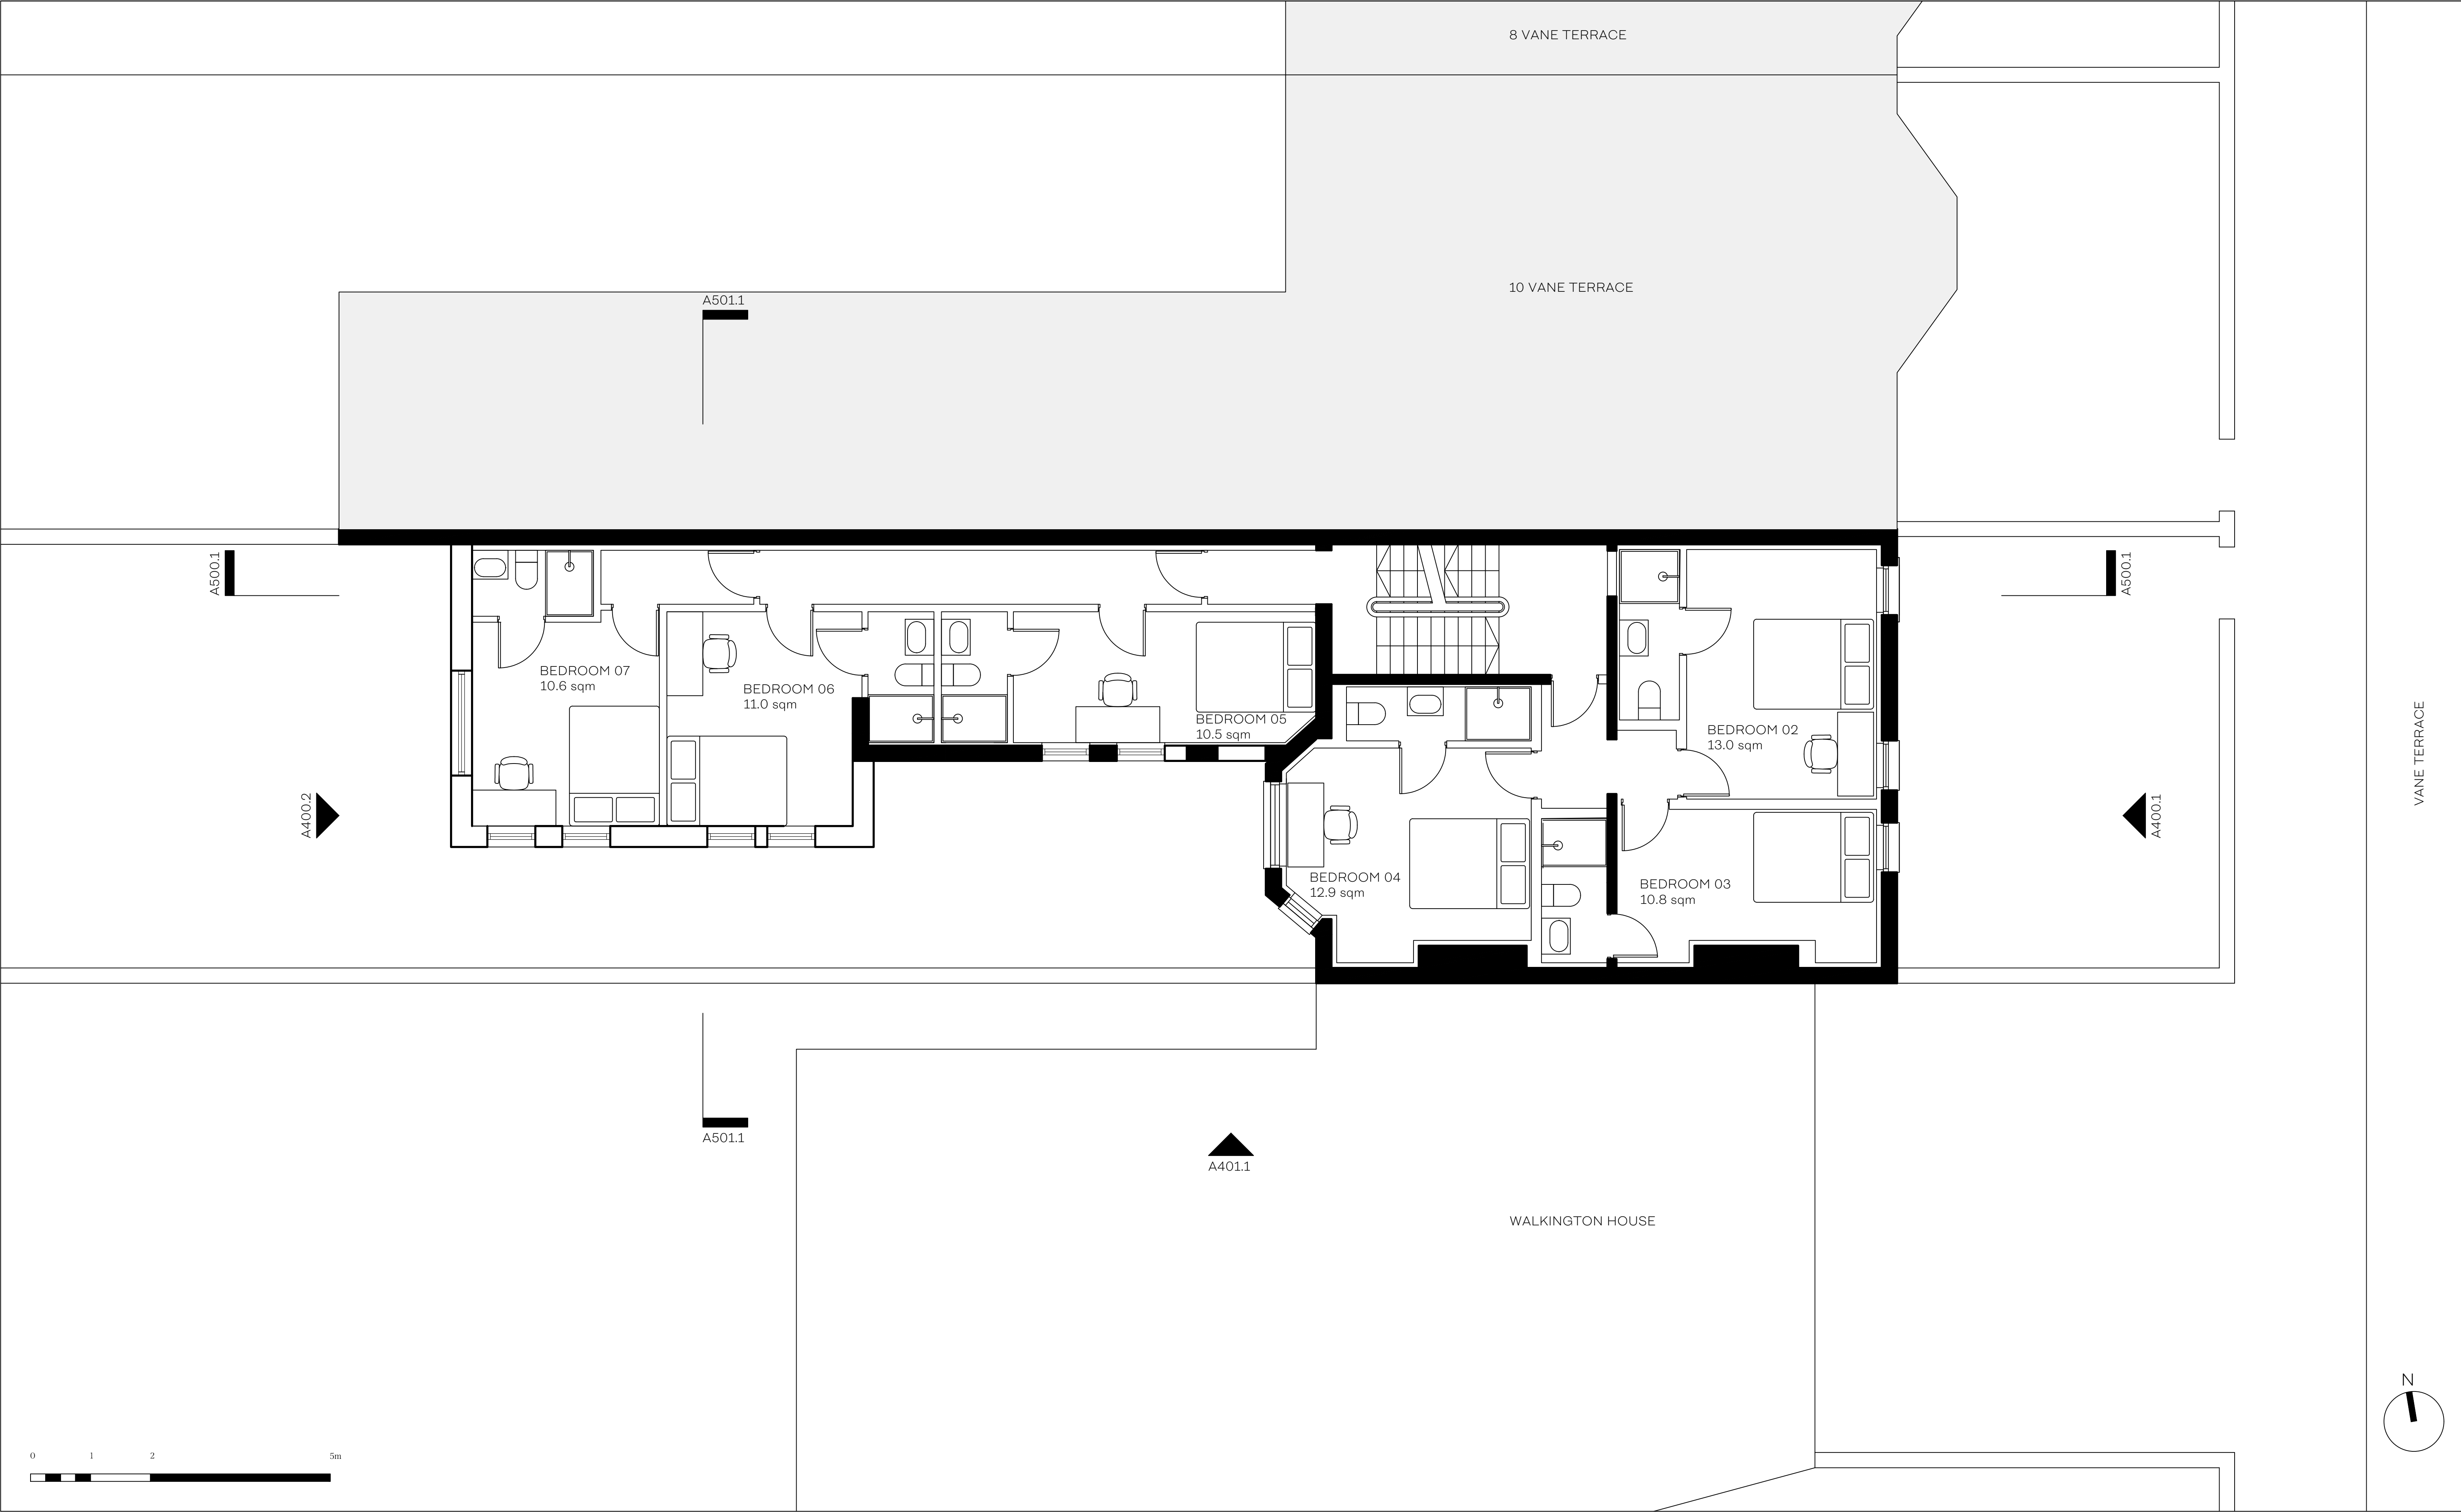 8 VANE TERRACE
10 VANE TERRACE
A501.1
A500.1
A500.1
BEDROOM 07
10.6 sqm
BEDROOM 06
11.0 sqm
BEDROOM 05
10.5 sqm
BEDROOM 02
13.0 sqm
BEDROOM 04
12.9 sqm
BEDROOM 03
10.8 sqm
A400.2
A400.1
VANE TERRACE
A501.1
A401.1
WALKINGTON HOUSE
N
0 1 2 5m